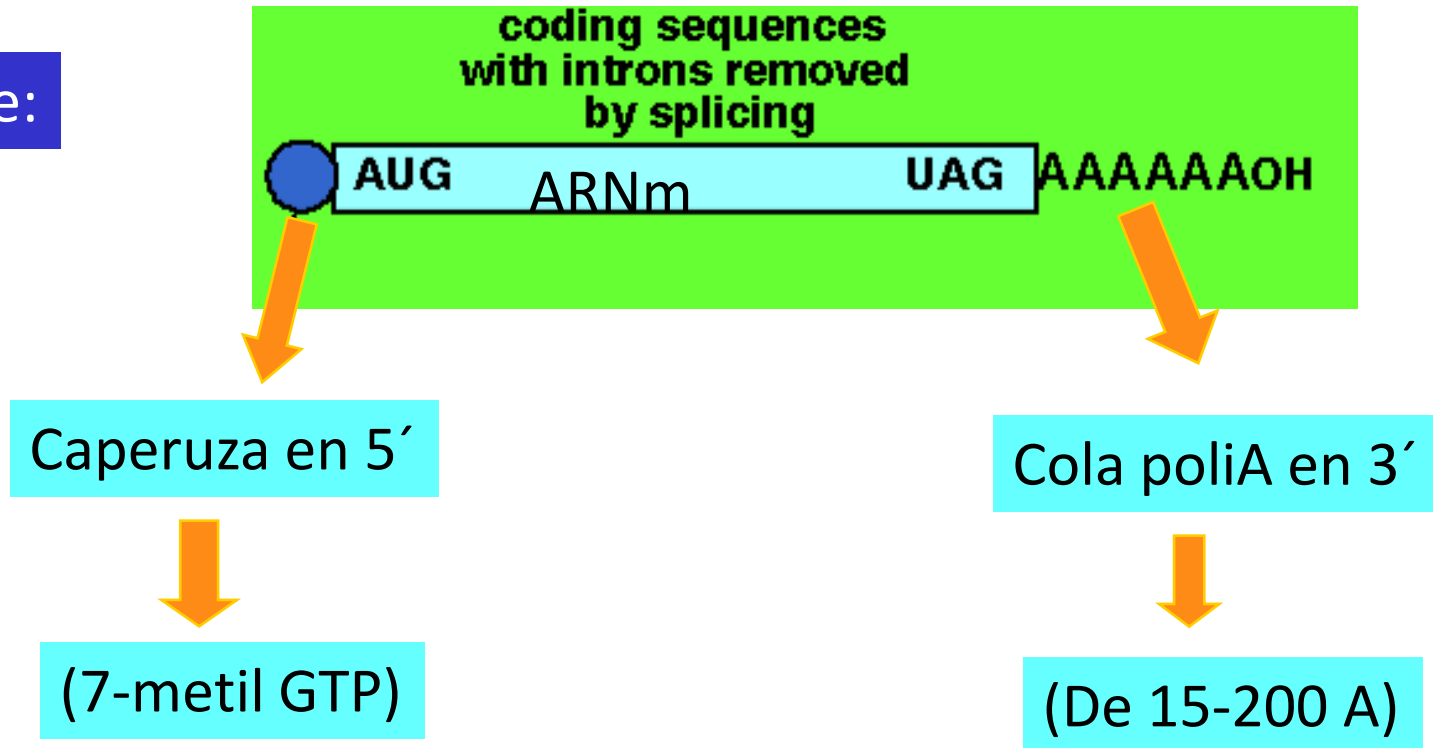 coding sequences
with introns removed
by splicing
e:
AUG ARNm UAG AAAAAAOH
Caperuza en 5´
Cola poliA en 3´
(7-metil GTP)
(De 15-200 A)